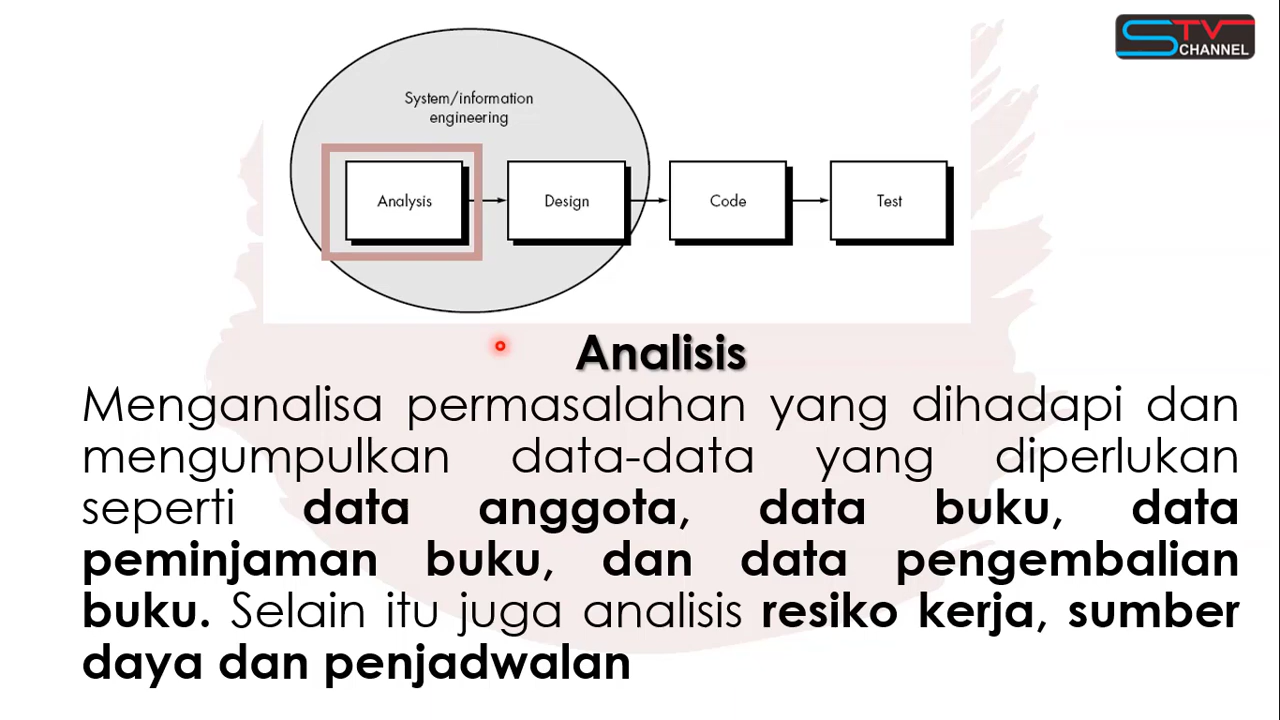 STV
CHANNEL
System/information
engineering
Analysis
Design
Code
Test
Analisis
Menganalisa permasalahan yang dihadapi dan
mengumpulkan data-data yang diperlukan
seperti data anggota, data buku, data
peminjaman buku, dan data pengembalian
buku. Selain itu juga analisis resiko kerja, sumber
daya dan penjadwalan